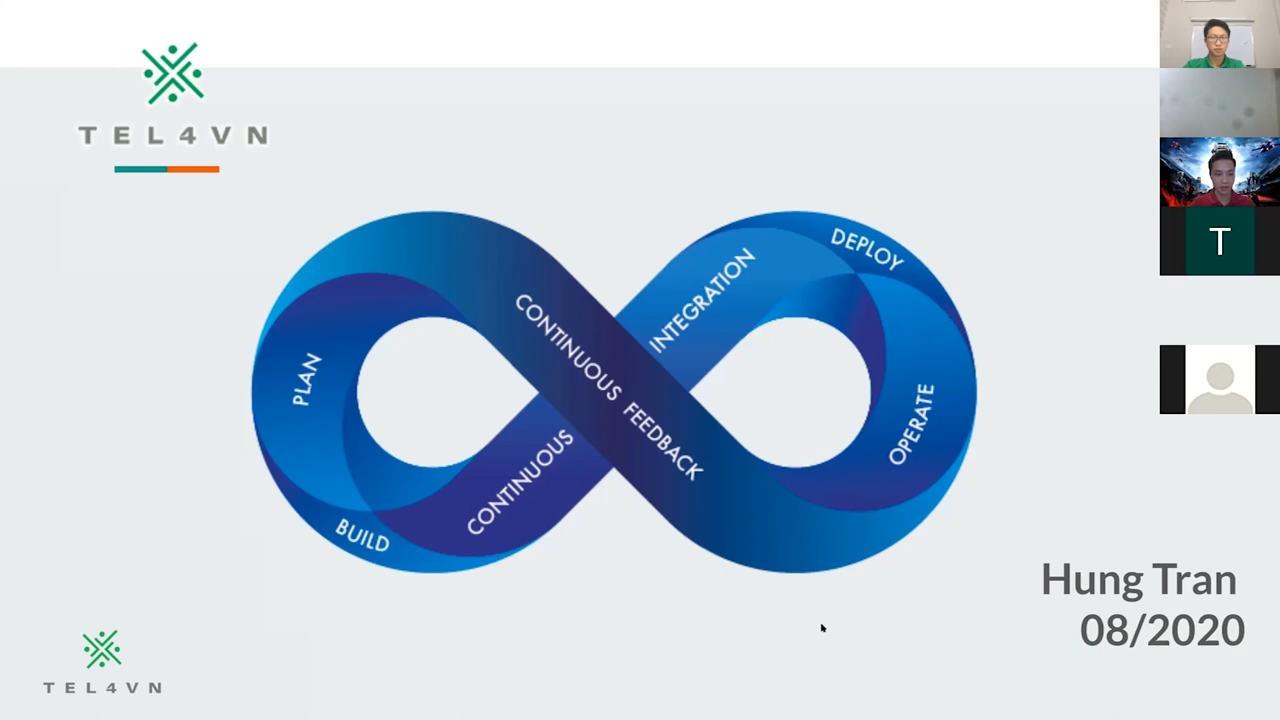 TEL4VN
CONTINUOUS FEEDBACK
INTEGRATION
DEPLOY
PLAN
OPERATE
CONTINUOUS
BUILD
T
Hung Tran
08/2020
TEL4VN